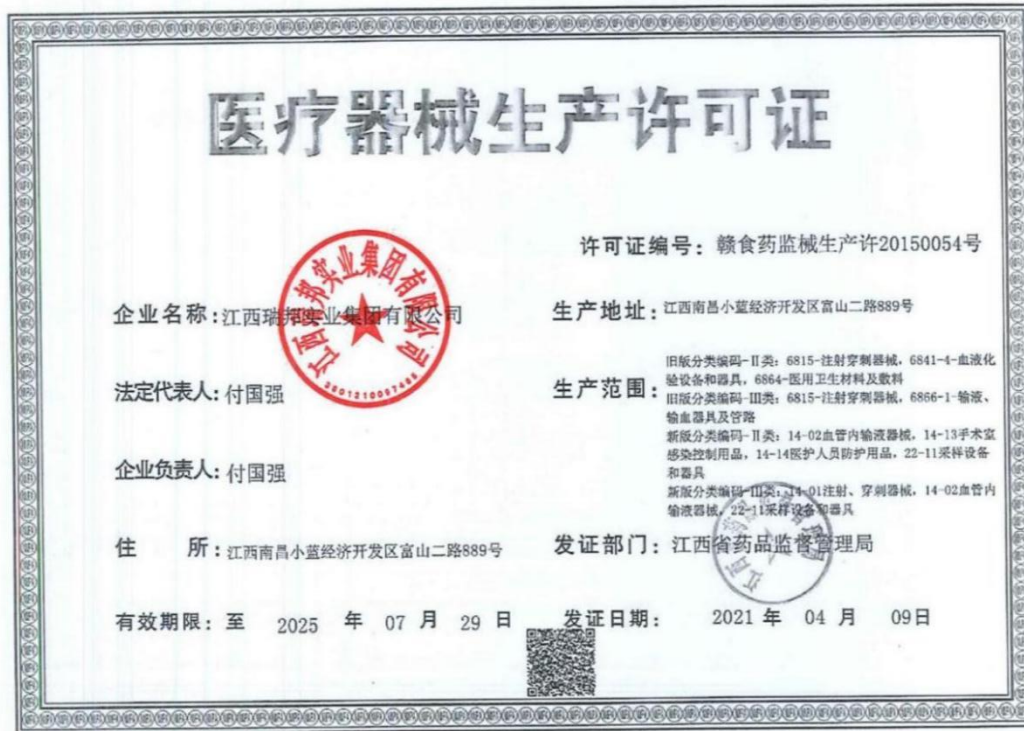 医疗器械生产许可证
许可证编号：赣食药监械生产许20150054号
企业名称：江西瑞邦实业集团有限公司
生产地址：江西南昌小蓝经济开发区富山二路889号
法定代表人：付国强
生产范围：
旧版分类编码-II类：6815-注射穿刺器械，6841-4-血液化
验设备和器具，6864-医用卫生材料及敷料
旧版分类编码-III类：6815-注射穿刺器械，6866-1-输液、
输血器具及管路
新版分类编码-II类：14-02血管内输液器械，14-13手术室
感染控制用品，14-14医护人员防护用品，22-11采样设备
和器具
新版分类编码-III类：14-01注射、穿刺器械，14-02血管内
输液器械，22-11采样设备和器具
企业负责人：付国强
住 所：江西南昌小蓝经济开发区富山二路889号
发证部门：江西省药品监督管理局
有效期限：至 2025 年 07 月 29 日
发证日期： 2021 年 04 月 09日
江西瑞邦实业集团有限公司